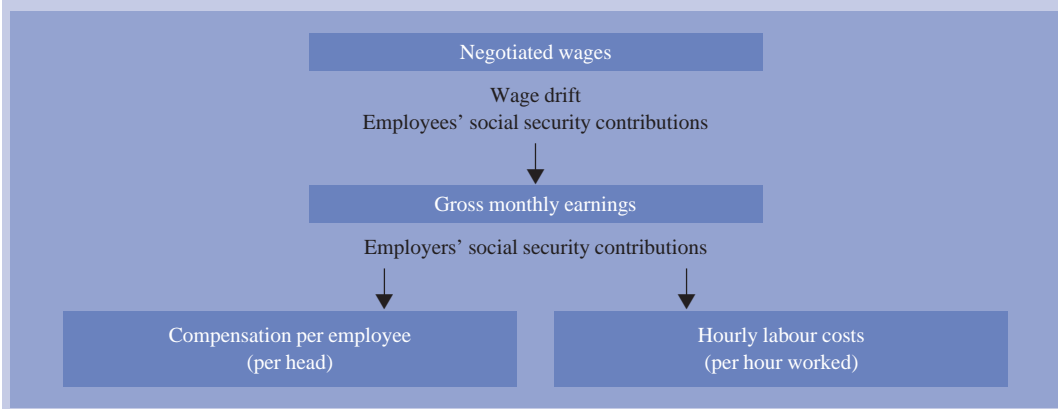 Negotiated wages
Wage drift
Employees’ social security contributions
Gross monthly earnings
Employers’ social security contributions
Compensation per employee
(per head)
Hourly labour costs
(per hour worked)